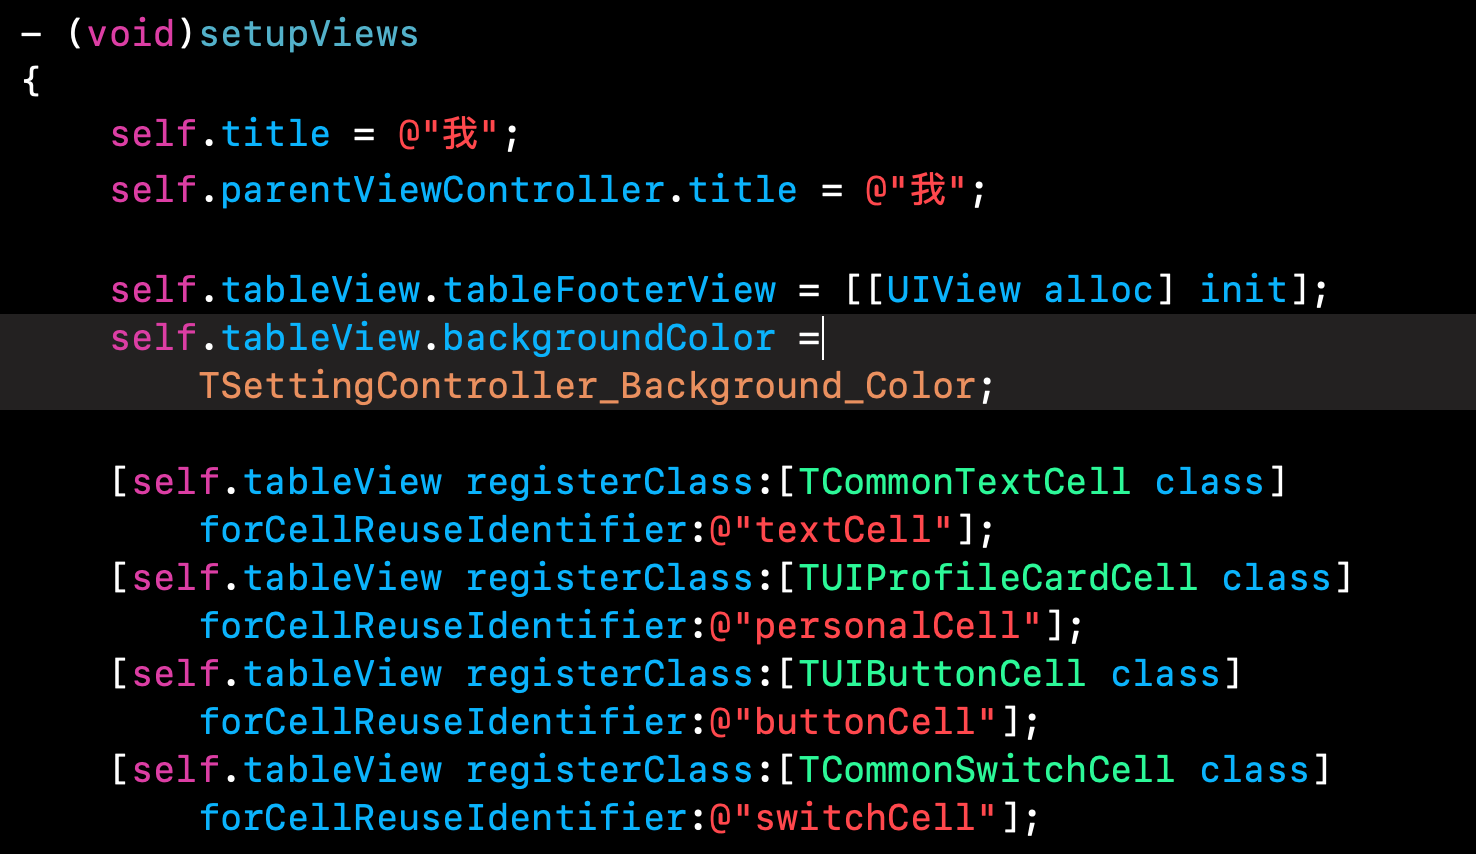 - (void)setupViews
{
    self.title = @"我";
    self.parentViewController.title = @"我";
    self.tableView.tableFooterView = [[UIView alloc] init];
    self.tableView.backgroundColor =
        TSettingController_Background_Color;
    [self.tableView registerClass:[TCommonTextCell class]
        forCellReuseIdentifier:@"textCell"];
    [self.tableView registerClass:[TUIProfileCardCell class]
        forCellReuseIdentifier:@"personalCell"];
    [self.tableView registerClass:[TUIButtonCell class]
        forCellReuseIdentifier:@"buttonCell"];
    [self.tableView registerClass:[TCommonSwitchCell class]
        forCellReuseIdentifier:@"switchCell"];